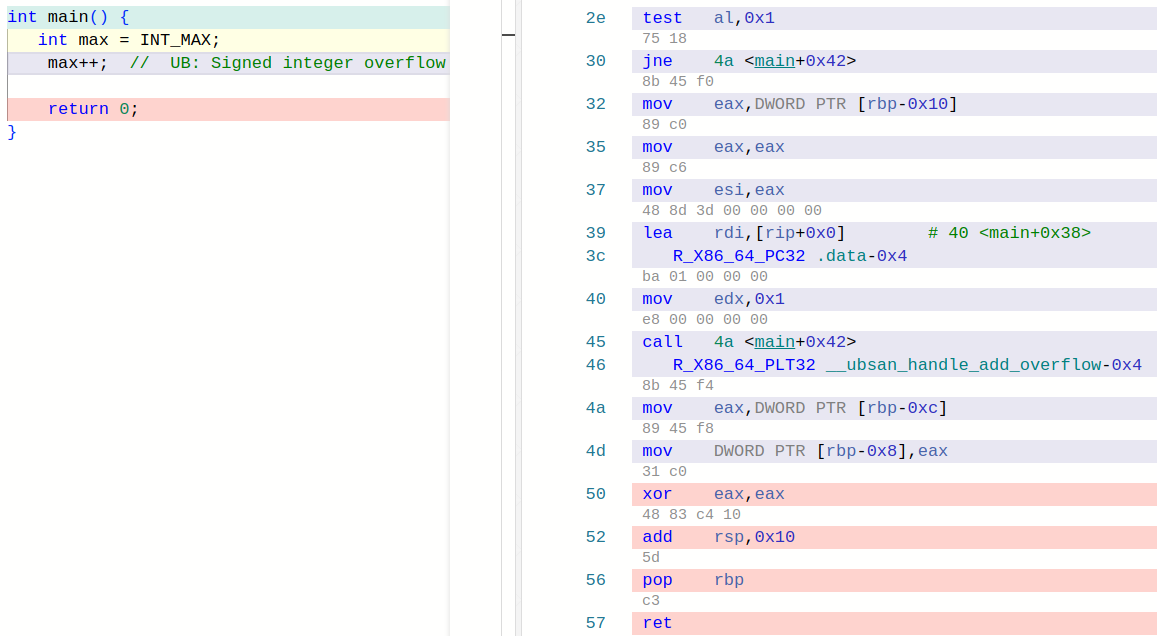 int main() {
   int max = INT_MAX;
    max++;  //  UB: Signed integer overflow
    return 0;
}
2e test al,0x1
75 18
30 jne 4a <main+0x42>
8b 45 f0
32 mov eax,DWORD PTR [rbp-0x10]
89 c0
35 mov eax,eax
89 c6
37 mov esi,eax
48 8d 3d 00 00 00 00
39 lea rdi,[rip+0x0] # 40 <main+0x38>
3c R_X86_64_PC32 .data-0x4
ba 01 00 00 00
40 mov edx,0x1
e8 00 00 00 00
45 call 4a <main+0x42>
46 R_X86_64_PLT32 __ubsan_handle_add_overflow-0x4
8b 45 f4
4a mov eax,DWORD PTR [rbp-0xc]
89 45 f8
4d mov DWORD PTR [rbp-0x8],eax
31 c0
50 xor eax,eax
48 83 c4 10
52 add rsp,0x10
5d
56 pop rbp
c3
57 ret